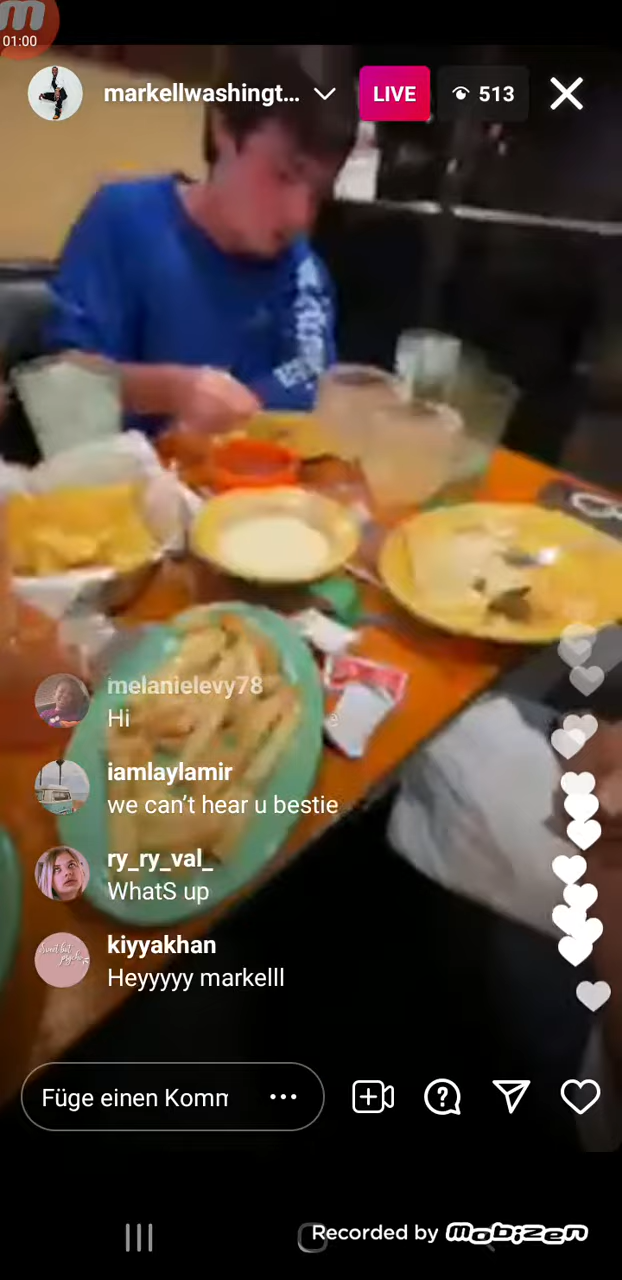 01:00
markellwashingt...
LIVE
513
melanielevy78
Hi
iamlaylamir
we can't hear u bestie
ry_ry_val_
WhatS up
kiyyakhan
Heyyyyy markelll
Füge einen Komm
Recorded by mobizen